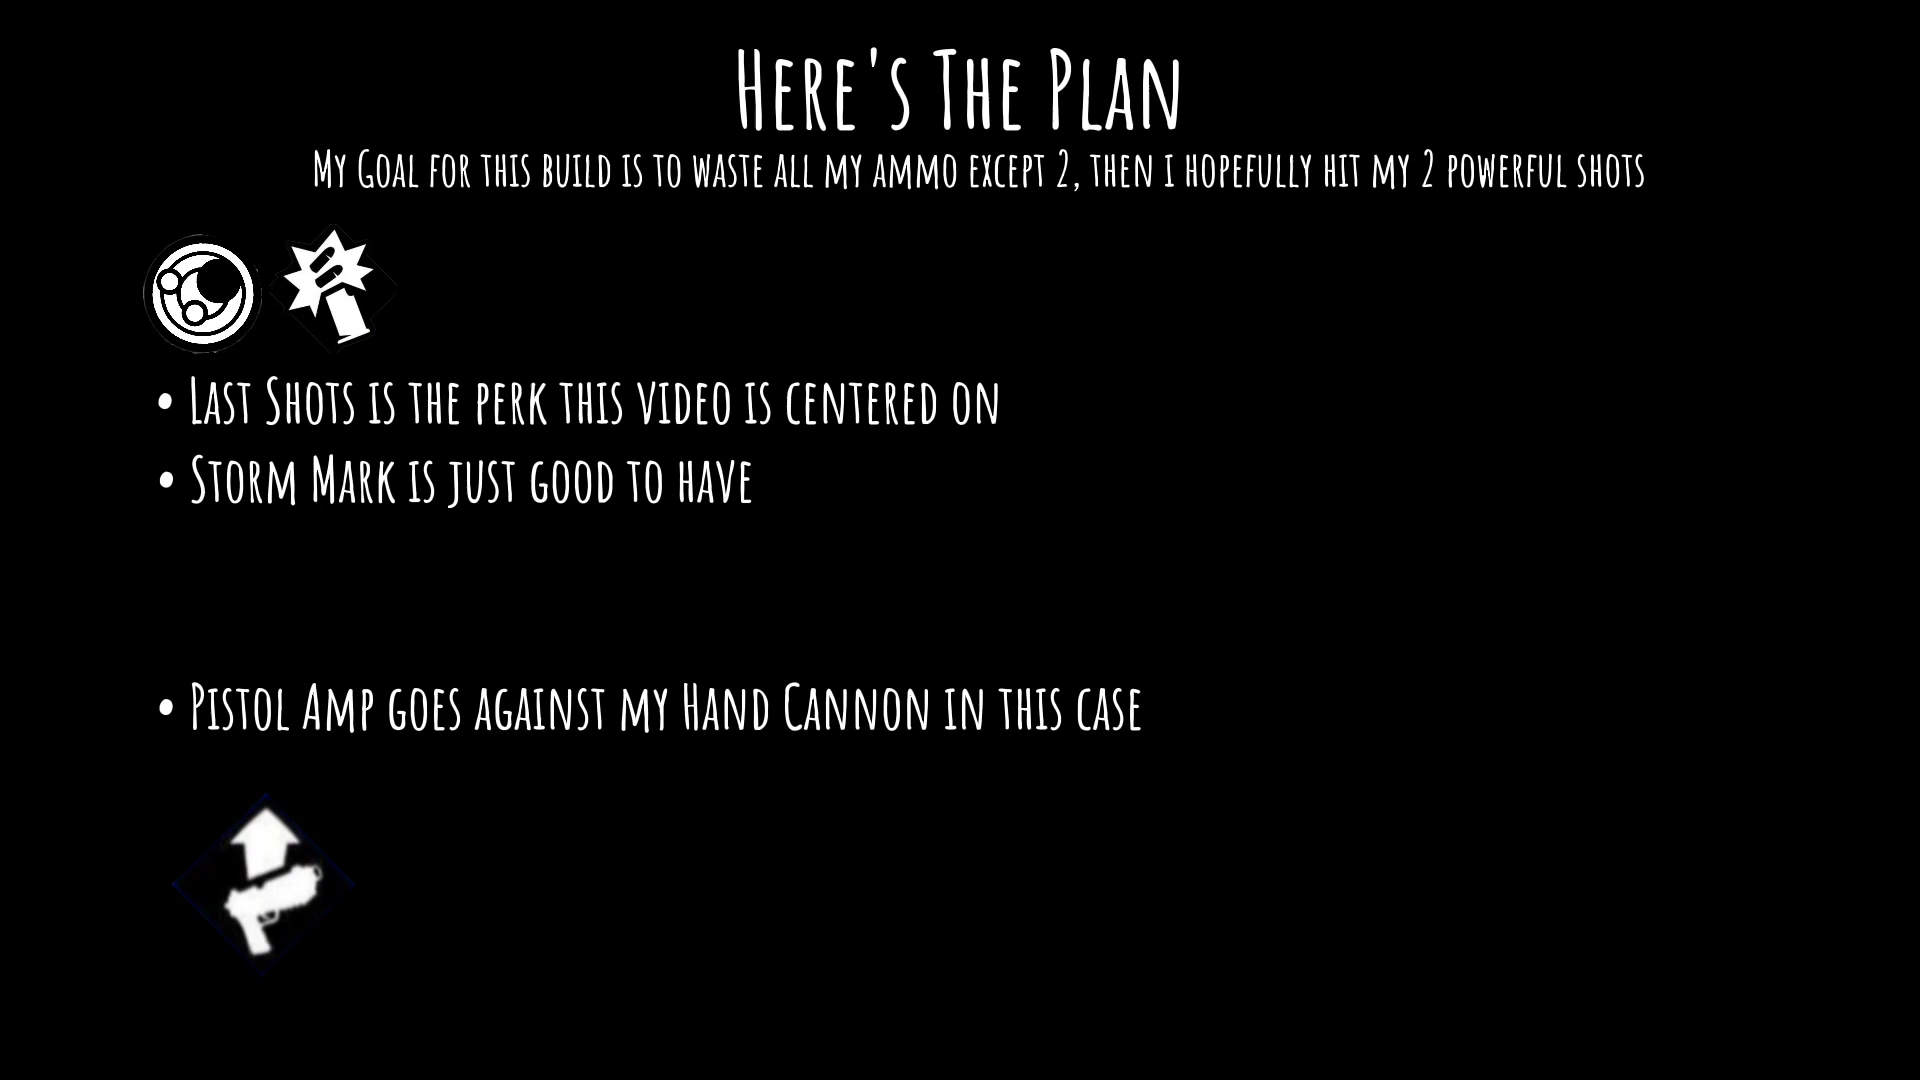 Here's The Plan
My Goal for this build is to waste all my ammo except 2, then i hopefully hit my 2 powerful shots
• Last Shots is the perk this video is centered on
• Storm Mark is just good to have
• Pistol Amp goes against my Hand Cannon in this case